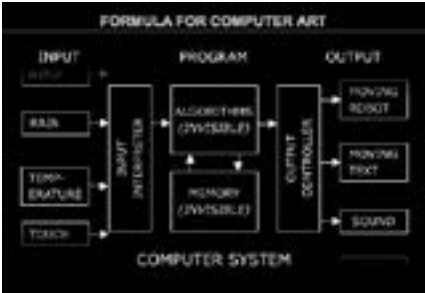 FORMULA FOR COMPUTER ART
INPUT
PROGRAM
OUTPUT
RAIN
TEMP-
ERATURE
TOUCH
INPUT
INTERPRETER
ALGORITHMS
(INVISIBLE)
MEMORY
(INVISIBLE)
OUTPUT
CONTROLLER
MOVING
ROBOT
MOVING
TEXT
SOUND
COMPUTER SYSTEM